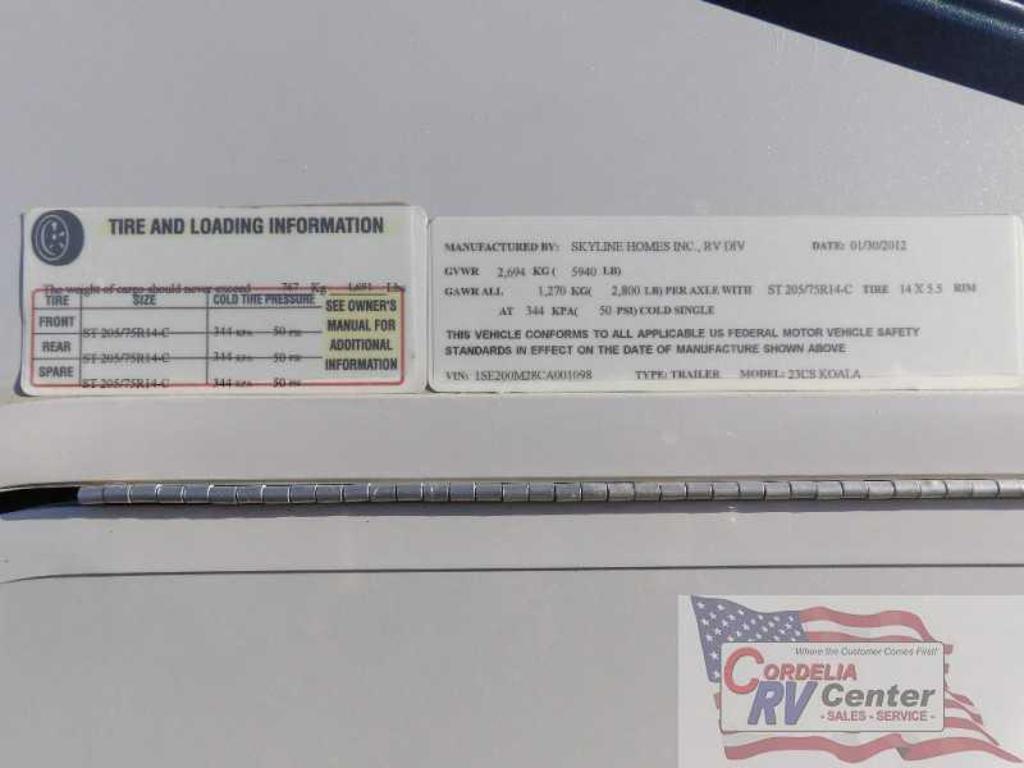 TIRE AND LOADING INFORMATION
The weight of cargo should never exceed 767 Kg 1,691 Lbs
TIRE SIZE COLD TIRE PRESSURE SEE OWNER'S MANUAL FOR ADDITIONAL INFORMATION
FRONT ST 205/75R14-C 344 KPA 50 PSI
REAR ST 205/75R14-C 344 KPA 50 PSI
SPARE ST 205/75R14-C 344 KPA 50 PSI
MANUFACTURED BY: SKYLINE HOMES INC., RV DIV DATE: 01/30/2012
GVWR 2,694 KG ( 5940 LB)
GAWR ALL 1,270 KG( 2,800 LB) PER AXLE WITH ST 205/75R14-C TIRE 14 X 5.5 RIM
AT 344 KPA( 50 PSI) COLD SINGLE
THIS VEHICLE CONFORMS TO ALL APPLICABLE US FEDERAL MOTOR VEHICLE SAFETY
STANDARDS IN EFFECT ON THE DATE OF MANUFACTURE SHOWN ABOVE
VIN: 1SE200M28CA001098 TYPE: TRAILER MODEL: 23CS KOALA
Where the Customer Comes First!
CORDELIA
RV Center
- SALES - SERVICE -